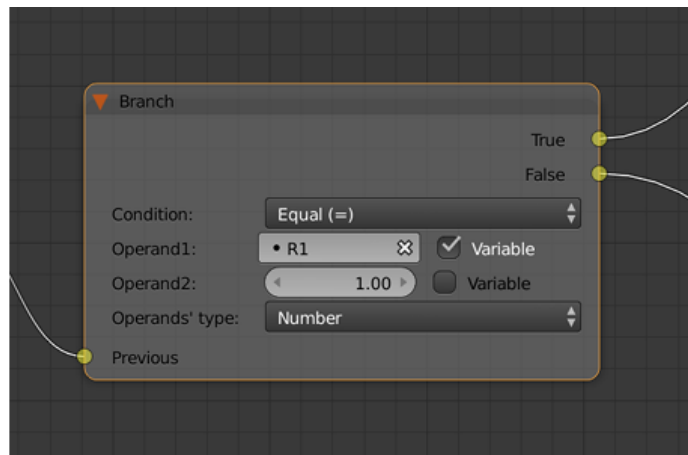 Branch
True
False
Condition: Equal (=)
Operand1: • R1 Variable
Operand2: 1.00 Variable
Operands' type: Number
Previous